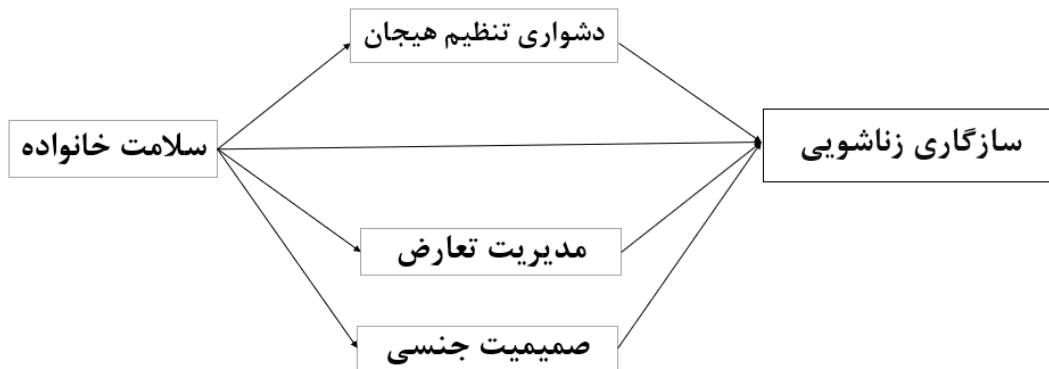 دشواری تنظیم هیجان
سازگاری زناشویی
سلامت خانواده
مدیریت تعارض
صمیمیت جنسی